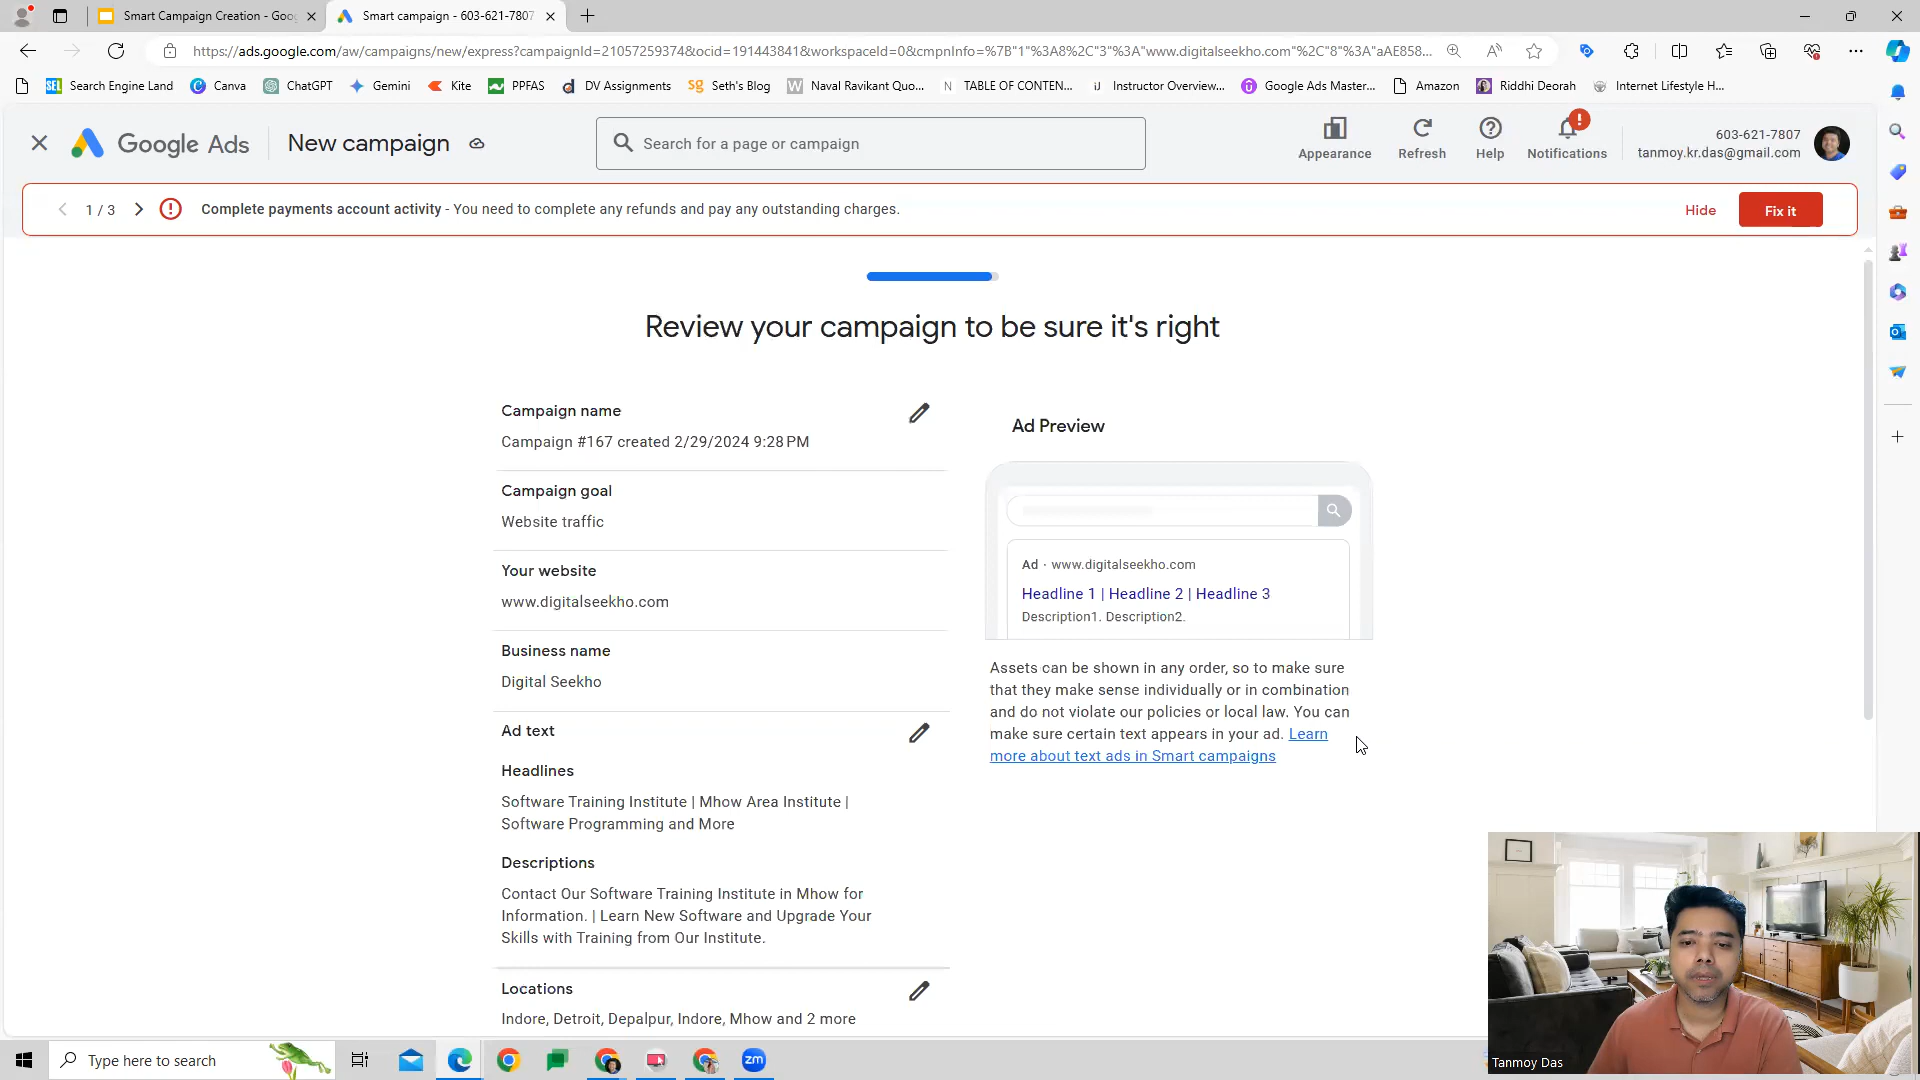 Smart Campaign Creation - Goog
Smart campaign - 603-621-7807
https://ads.google.com/aw/campaigns/new/express?campaignId=21057259374&ocid=191443841&workspaceId=0&cmpnInfo=%7B"1"%3A8%2C"3"%3A"www.digitalseekho.com"%2C"8"%3A"aAE858...
SEL Search Engine Land
Canva
ChatGPT
Gemini
Kite
PPFAS
DV Assignments
sg Seth's Blog
W Naval Ravikant Quo...
N TABLE OF CONTEN...
IJ Instructor Overview...
Google Ads Master...
Amazon
Riddhi Deorah
Internet Lifestyle H...
Google Ads
New campaign
Search for a page or campaign
Appearance
Refresh
Help
Notifications
603-621-7807
tanmoy.kr.das@gmail.com
1 / 3
Complete payments account activity - You need to complete any refunds and pay any outstanding charges.
Hide
Fix it
Review your campaign to be sure it's right
Campaign name
Campaign #167 created 2/29/2024 9:28 PM
Campaign goal
Website traffic
Your website
www.digitalseekho.com
Business name
Digital Seekho
Ad text
Headlines
Software Training Institute | Mhow Area Institute |
Software Programming and More
Descriptions
Contact Our Software Training Institute in Mhow for
Information. | Learn New Software and Upgrade Your
Skills with Training from Our Institute.
Locations
Indore, Detroit, Depalpur, Indore, Mhow and 2 more
Ad Preview
Ad · www.digitalseekho.com
Headline 1 | Headline 2 | Headline 3
Description1. Description2.
Assets can be shown in any order, so to make sure
that they make sense individually or in combination
and do not violate our policies or local law. You can
make sure certain text appears in your ad. Learn
more about text ads in Smart campaigns
Tanmoy Das
Type here to search
zm